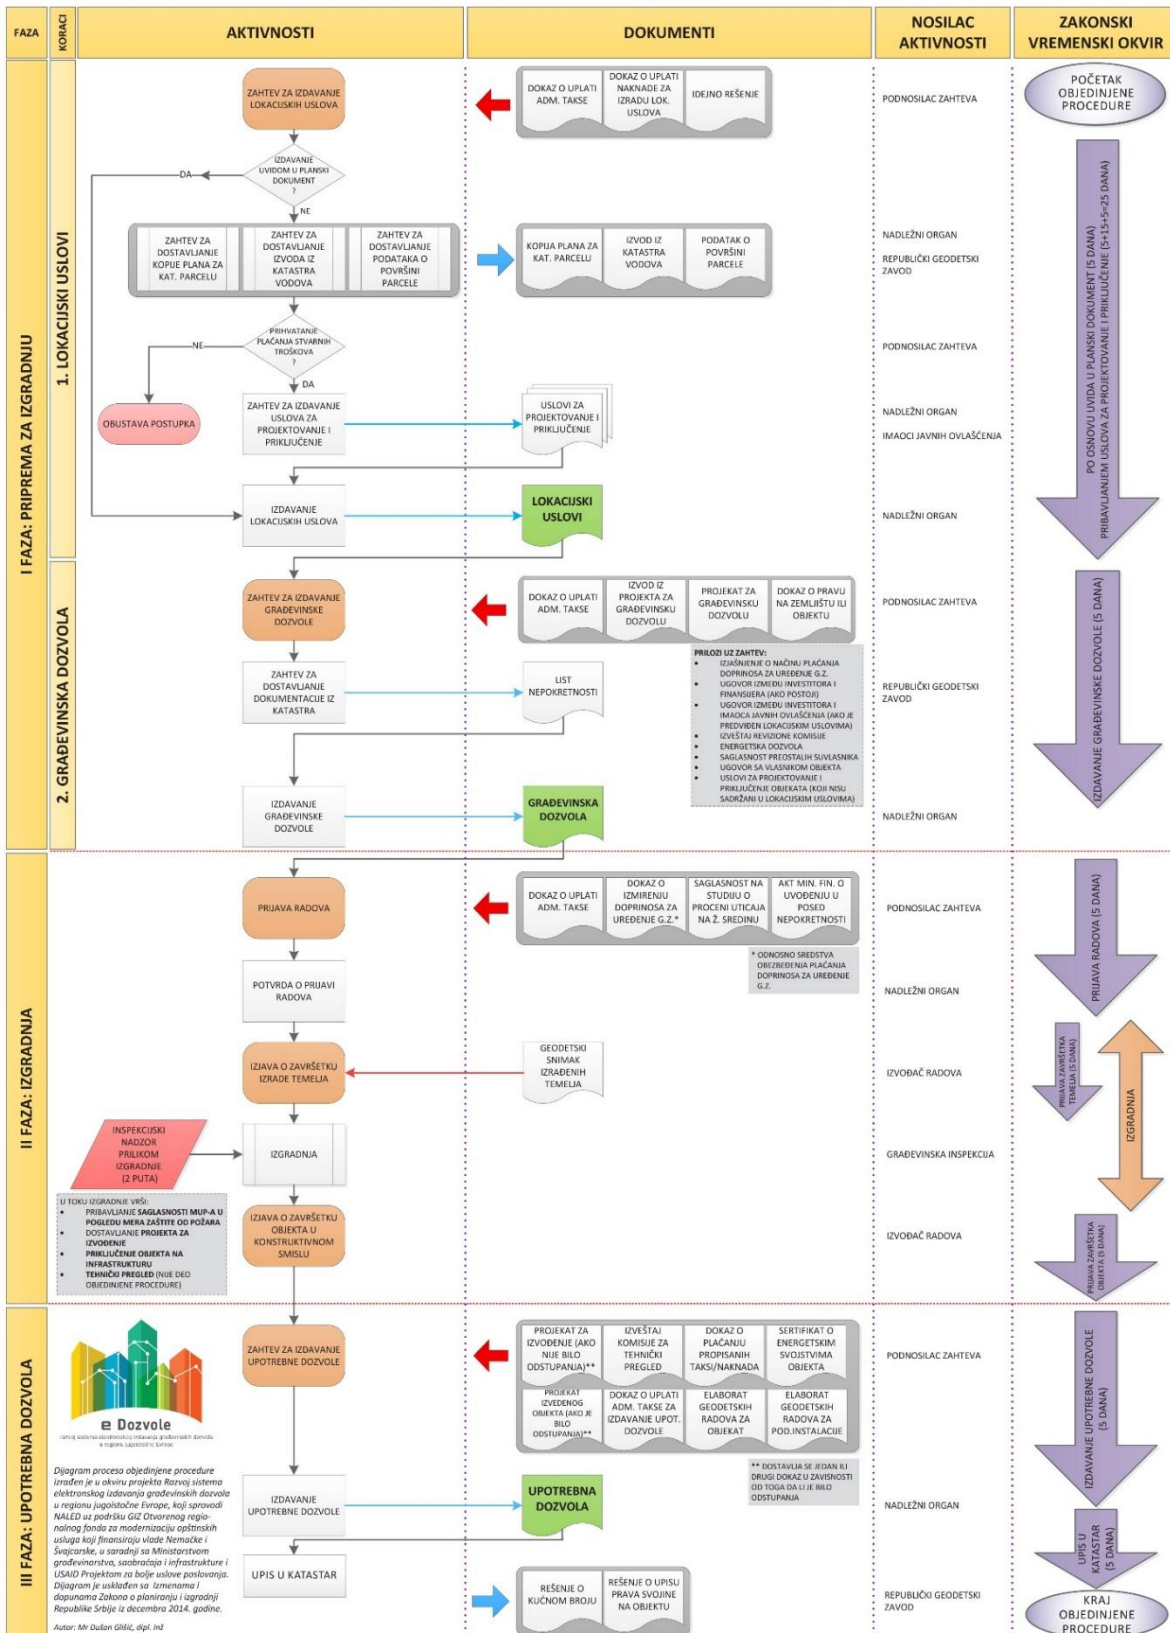 FAZA
KORACI
AKTIVNOSTI
DOKUMENTI
NOSILAC
AKTIVNOSTI
ZAKONSKI
VREMENSKI OKVIR
I FAZA: PRIPREMA ZA IZGRADNJU
1. LOKACIJSKI USLOVI
ZAHTEV ZA IZDAVANJE
LOKACIJSKIH USLOVA
DOKAZ O UPLATI
ADM. TAKSE
DOKAZ O UPLATI
NAKNADE ZA
IZRADU LOK.
USLOVA
IDEJNO REŠENJE
PODNOSILAC ZAHTEVA
POČETAK
OBJEDINJENE
PROCEDURE
IZDAVANJE
UVIDOM U PLANSKI
DOKUMENT
?
DA
NE
ZAHTEV ZA
DOSTAVLJANJE
KOPIJE PLANA ZA
KAT. PARCELU
ZAHTEV ZA
DOSTAVLJANJE
IZVODA IZ
KATASTRA
VODOVA
ZAHTEV ZA
DOSTAVLJANJE
PODATAKA O
POVRŠINI
PARCELE
KOPIJA PLANA ZA
KAT. PARCELU
IZVOD IZ
KATASTRA
VODOVA
PODATAK O
POVRŠINI
PARCELE
NADLEŽNI ORGAN
REPUBLIČKI GEODETSKI
ZAVOD
PO OSNOVU UVIDA U PLANSKI DOKUMENT (5 DANA)
PRIBAVLJANJEM USLOVA ZA PROJEKTOVANJE I PRIKLJUČENJE (5+15+5=25 DANA)
PRIHVATANJE
PLAĆANJA STVARNIH
TROŠKOVA
?
NE
DA
PODNOSILAC ZAHTEVA
OBUSTAVA POSTUPKA
ZAHTEV ZA IZDAVANJE
USLOVA ZA
PROJEKTOVANJE I
PRIKLJUČENJE
USLOVI ZA
PROJEKTOVANJE I
PRIKLJUČENJE
NADLEŽNI ORGAN
IMAOCI JAVNIH OVLAŠĆENJA
IZDAVANJE
LOKACIJSKIH USLOVA
LOKACIJSKI
USLOVI
NADLEŽNI ORGAN
2. GRAĐEVINSKA DOZVOLA
ZAHTEV ZA IZDAVANJE
GRAĐEVINSKE
DOZVOLE
DOKAZ O UPLATI
ADM. TAKSE
IZVOD IZ
PROJEKTA ZA
GRAĐEVINSKU
DOZVOLU
PROJEKAT ZA
GRAĐEVINSKU
DOZVOLU
DOKAZ O PRAVU
NA ZEMLJIŠTU ILI
OBJEKTU
PODNOSILAC ZAHTEVA
IZDAVANJE GRAĐEVINSKE DOZVOLE (5 DANA)
ZAHTEV ZA
DOSTAVLJANJE
DOKUMENTACIJE IZ
KATASTRA
LIST
NEPOKRETNOSTI
PRILOZI UZ ZAHTEV:
• IZJAŠNJENJE O NAČINU PLAĆANJA
DOPRINOSA ZA UREĐENJE G.Z.
• UGOVOR IZMEĐU INVESTITORA I
FINANSIJERA (AKO POSTOJI)
• UGOVOR IZMEĐU INVESTITORA I
IMAOCA JAVNIH OVLAŠĆENJA (AKO JE
PREDVIĐEN LOKACIJSKIM USLOVIMA)
• IZVEŠTAJ REVIZIONE KOMISIJE
• ENERGETSKA DOZVOLA
• SAGLASNOST PREOSTALIH SUVLASNIKA
• UGOVOR SA VLASNIKOM OBJEKTA
• USLOVI ZA PROJEKTOVANJE I
PRIKLJUČENJE OBJEKATA (KOJI NISU
SADRŽANI U LOKACIJSKIM USLOVIMA)
REPUBLIČKI GEODETSKI
ZAVOD
IZDAVANJE
GRAĐEVINSKE
DOZVOLE
GRAĐEVINSKA
DOZVOLA
NADLEŽNI ORGAN
II FAZA: IZGRADNJA
PRIJAVA RADOVA
DOKAZ O UPLATI
ADM. TAKSE
DOKAZ O
IZMIRENJU
DOPRINOSA ZA
UREĐENJE G.Z.*
SAGLASNOST NA
STUDIJU O
PROCENI UTICAJA
NA Ž. SREDINU
AKT MIN. FIN. O
UVOĐENJU U
POSED
NEPOKRETNOSTI
PODNOSILAC ZAHTEVA
PRIJAVA RADOVA (5 DANA)
* ODNOSNO SREDSTVA
OBEZBEĐENJA PLAĆANJA
DOPRINOSA ZA UREĐENJE
G.Z.
POTVRDA O PRIJAVI
RADOVA
NADLEŽNI ORGAN
IZJAVA O ZAVRŠETKU
IZRADE TEMELJA
GEODETSKI
SNIMAK
IZRAĐENIH
TEMELJA
IZVOĐAČ RADOVA
PRIJAVA ZAVRŠETKA
TEMELJA (5 DANA)
IZGRADNJA
INSPEKCIJSKI
NADZOR
PRILIKOM
IZGRADNJE
(2 PUTA)
IZGRADNJA
GRAĐEVINSKA INSPEKCIJA
U TOKU IZGRADNJE VRŠI:
• PRIBAVLJANJE SAGLASNOSTI MUP-A U
POGLEDU MERA ZAŠTITE OD POŽARA
• DOSTAVLJANJE PROJEKTA ZA
IZVOĐENJE
• PRIKLJUČENJE OBJEKTA NA
INFRASTRUKTURU
• TEHNIČKI PREGLED (NIJE DEO
OBJEDINJENE PROCEDURE)
IZJAVA O ZAVRŠETKU
OBJEKTA U
KONSTRUKTIVNOM
SMISLU
IZVOĐAČ RADOVA
PRIJAVA ZAVRŠETKA
OBJEKTA (5 DANA)
III FAZA: UPOTREBNA DOZVOLA
ZAHTEV ZA IZDAVANJE
UPOTREBNE DOZVOLE
PROJEKAT ZA
IZVOĐENJE (AKO
NIJE BILO
ODSTUPANJA)**
IZVEŠTAJ
KOMISIJE ZA
TEHNIČKI
PREGLED
DOKAZ O
PLAĆANJU
PROPISANIH
TAKSI/NAKNADA
SERTIFIKAT O
ENERGETSKIM
SVOJSTVIMA
OBJEKTA
PROJEKAT
IZVEDENOG
OBJEKTA (AKO JE
BILO
ODSTUPANJA)**
DOKAZ O UPLATI
ADM. TAKSE ZA
IZDAVANJE UPOT.
DOZVOLE
ELABORAT
GEODETSKIH
RADOVA ZA
OBJEKAT
ELABORAT
GEODETSKIH
RADOVA ZA
POD.INSTALACIJE
PODNOSILAC ZAHTEVA
IZDAVANJE UPOTREBNE DOZVOLE
(5 DANA)
** DOSTAVLJA SE JEDAN ILI
DRUGI DOKAZ U ZAVISNOSTI
OD TOGA DA LI JE BILO
ODSTUPANJA
e Dozvole
razvoj sistema elektronskog izdavanja građevinskih dozvola
u regionu jugoistočne Evrope
Dijagram procesa objedinjene procedure
izrađen je u okviru projekta Razvoj sistema
elektronskog izdavanja građevinskih dozvola
u regionu jugoistočne Evrope, koji sprovodi
NALED uz podršku GIZ Otvorenog regio-
nalnog fonda za modernizaciju opštinskih
usluga koji finansiraju vlade Nemačke i
Švajcarske, u saradnji sa Ministarstvom
građevinarstva, saobraćaja i infrastrukture i
USAID Projektom za bolje uslove poslovanja.
Dijagram je usklađen sa Izmenama i
dopunama Zakona o planiranju i izgradnji
Republike Srbije iz decembra 2014. godine.
Autor: Mr Dušan Glišić, dipl. inž
IZDAVANJE
UPOTREBNE DOZVOLE
UPOTREBNA
DOZVOLA
NADLEŽNI ORGAN
UPIS U
KATASTAR
(5 DANA)
UPIS U KATASTAR
REŠENJE O
KUĆNOM BROJU
REŠENJE O UPISU
PRAVA SVOJINE
NA OBJEKTU
REPUBLIČKI GEODETSKI
ZAVOD
KRAJ
OBJEDINJENE
PROCEDURE